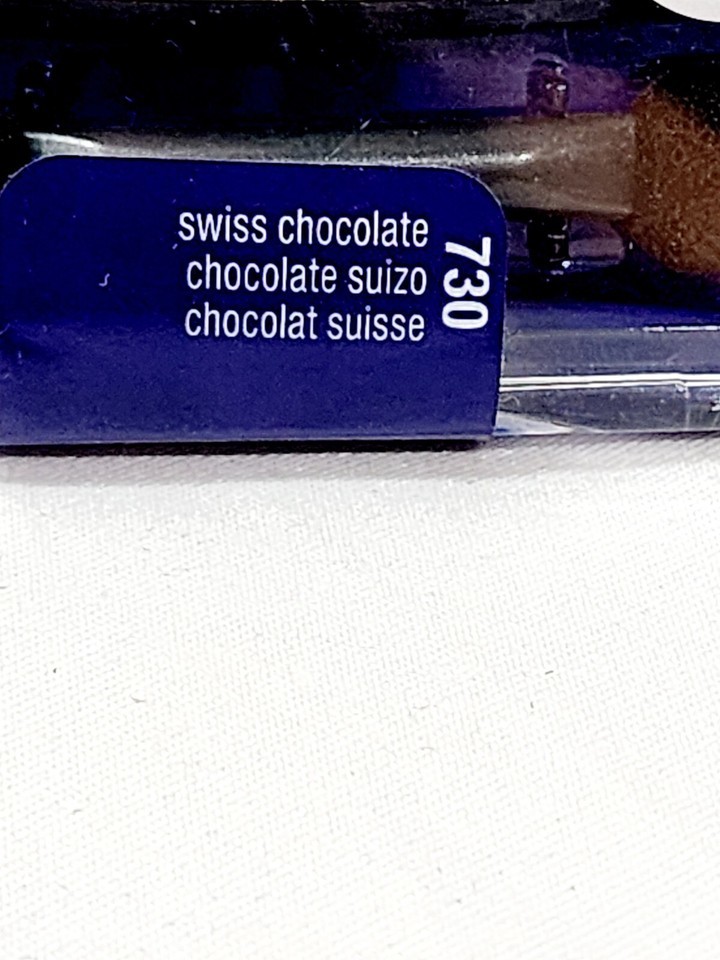 swiss chocolate
chocolate suizo
chocolat suisse
730